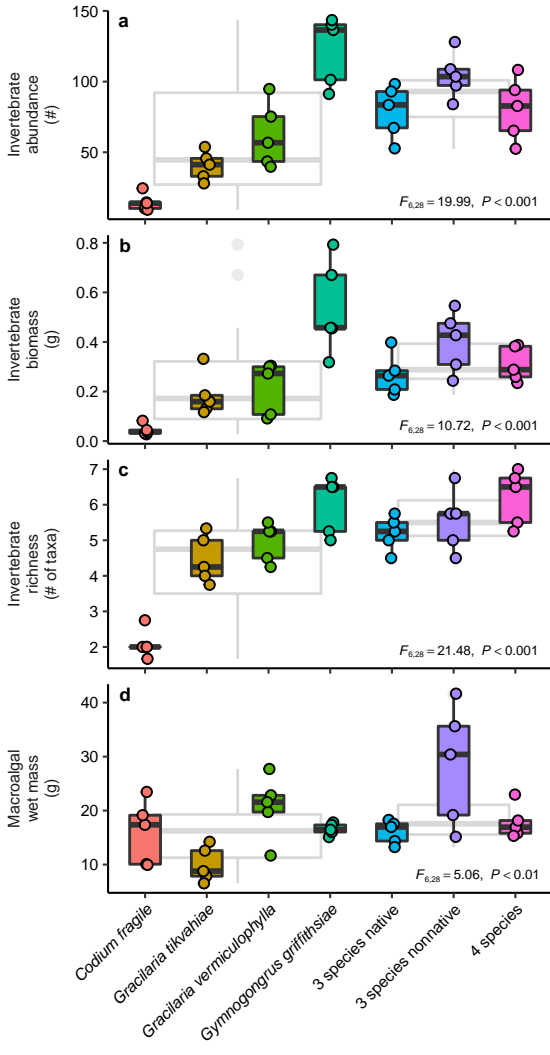 a
Invertebrate
abundance
(#)
150
100
50
F6,28 = 19.99, P < 0.001
b
Invertebrate
biomass
(g)
0.8
0.6
0.4
0.2
0.0
F6,28 = 10.72, P < 0.001
c
Invertebrate
richness
(# of taxa)
7
6
5
4
3
2
F6,28 = 21.48, P < 0.001
d
Macroalgal
wet mass
(g)
40
30
20
10
F6,28 = 5.06, P < 0.01
Codium fragile
Gracilaria tikvahiae
Gracilaria vermiculophylla
Gymnogongrus griffithsiae
3 species native
3 species nonnative
4 species